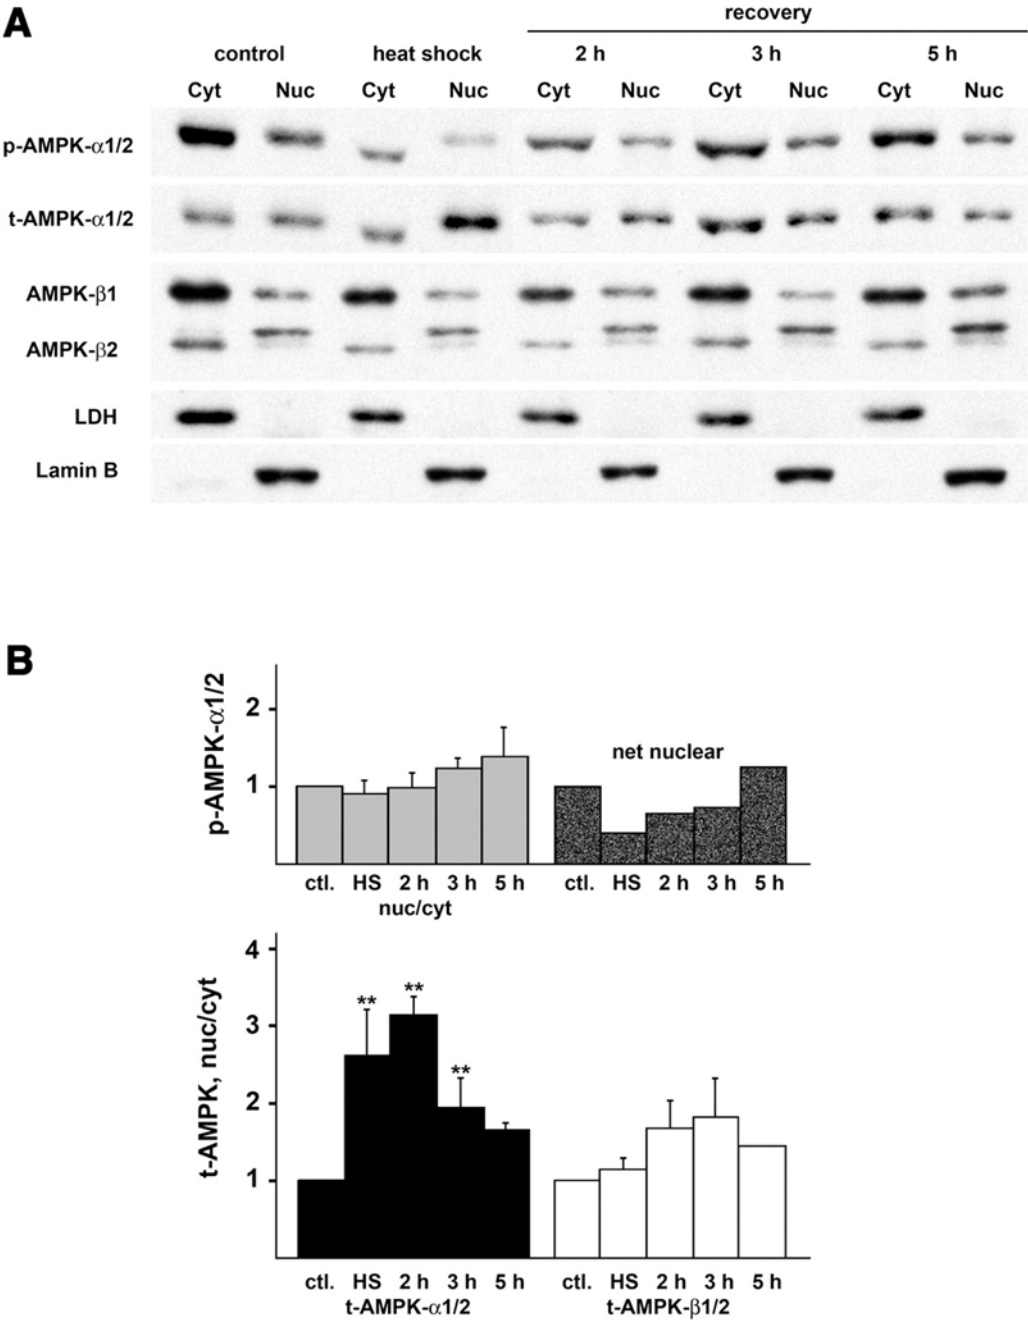 A
recovery
control heat shock 2 h 3 h 5 h
Cyt Nuc Cyt Nuc Cyt Nuc Cyt Nuc Cyt Nuc
p-AMPK-α1/2
t-AMPK-α1/2
AMPK-β1
AMPK-β2
LDH
Lamin B
B
p-AMPK-α1/2
2
1
net nuclear
ctl. HS 2 h 3 h 5 h ctl. HS 2 h 3 h 5 h
nuc/cyt
t-AMPK, nuc/cyt
4
3
2
1
** ** **
ctl. HS 2 h 3 h 5 h ctl. HS 2 h 3 h 5 h
t-AMPK-α1/2 t-AMPK-β1/2